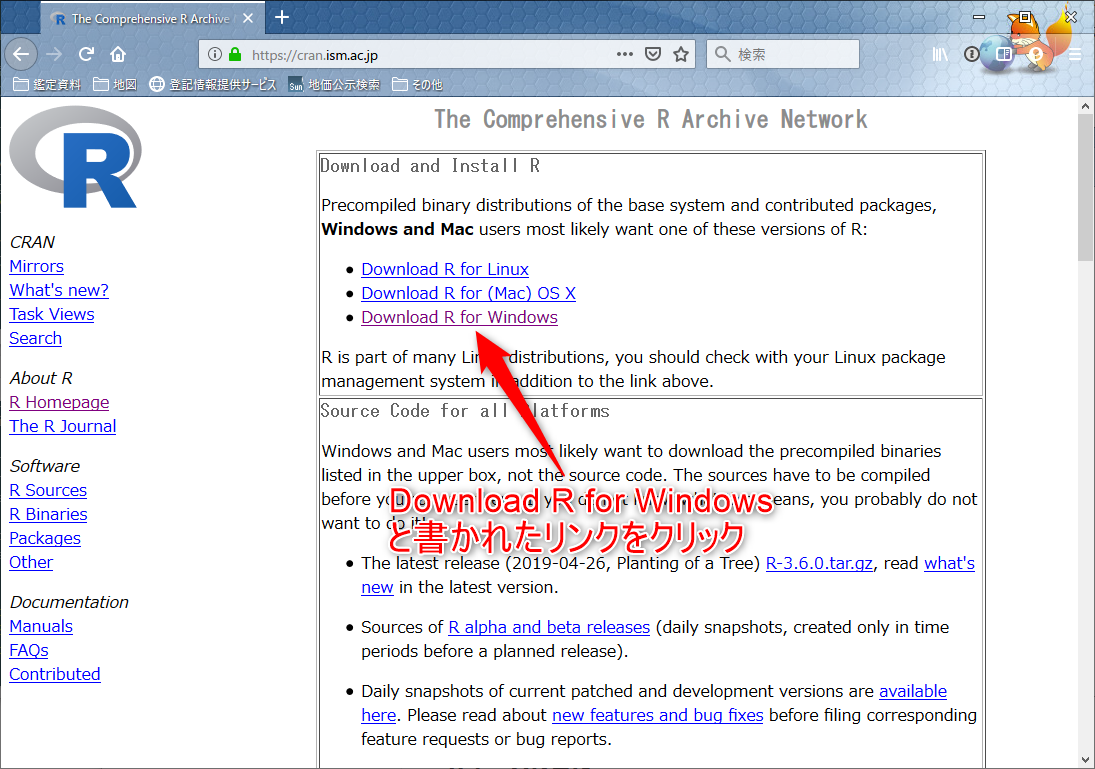 The Comprehensive R Archive
https://cran.ism.ac.jp
検索
鑑定資料 地図 登記情報提供サービス Sun 地価公示検索 その他
R
CRAN
Mirrors
What's new?
Task Views
Search
About R
R Homepage
The R Journal
Software
R Sources
R Binaries
Packages
Other
Documentation
Manuals
FAQs
Contributed
The Comprehensive R Archive Network
Download and Install R
Precompiled binary distributions of the base system and contributed packages,
Windows and Mac users most likely want one of these versions of R:
Download R for Linux
Download R for (Mac) OS X
Download R for Windows
R is part of many distributions, you should check with your Linux package
management system addition to the link above.
Source Code for all Platforms
Windows and Mac users most likely want to download the precompiled binaries
listed in the upper box, not the source code. The sources have to be compiled
before means, you probably do not
want to do it!
Download R for Windows
と書かれたリンクをクリック
The latest release (2019-04-26, Planting of a Tree) R-3.6.0.tar.gz, read what's
new in the latest version.
Sources of R alpha and beta releases (daily snapshots, created only in time
periods before a planned release).
Daily snapshots of current patched and development versions are available
here. Please read about new features and bug fixes before filing corresponding
feature requests or bug reports.